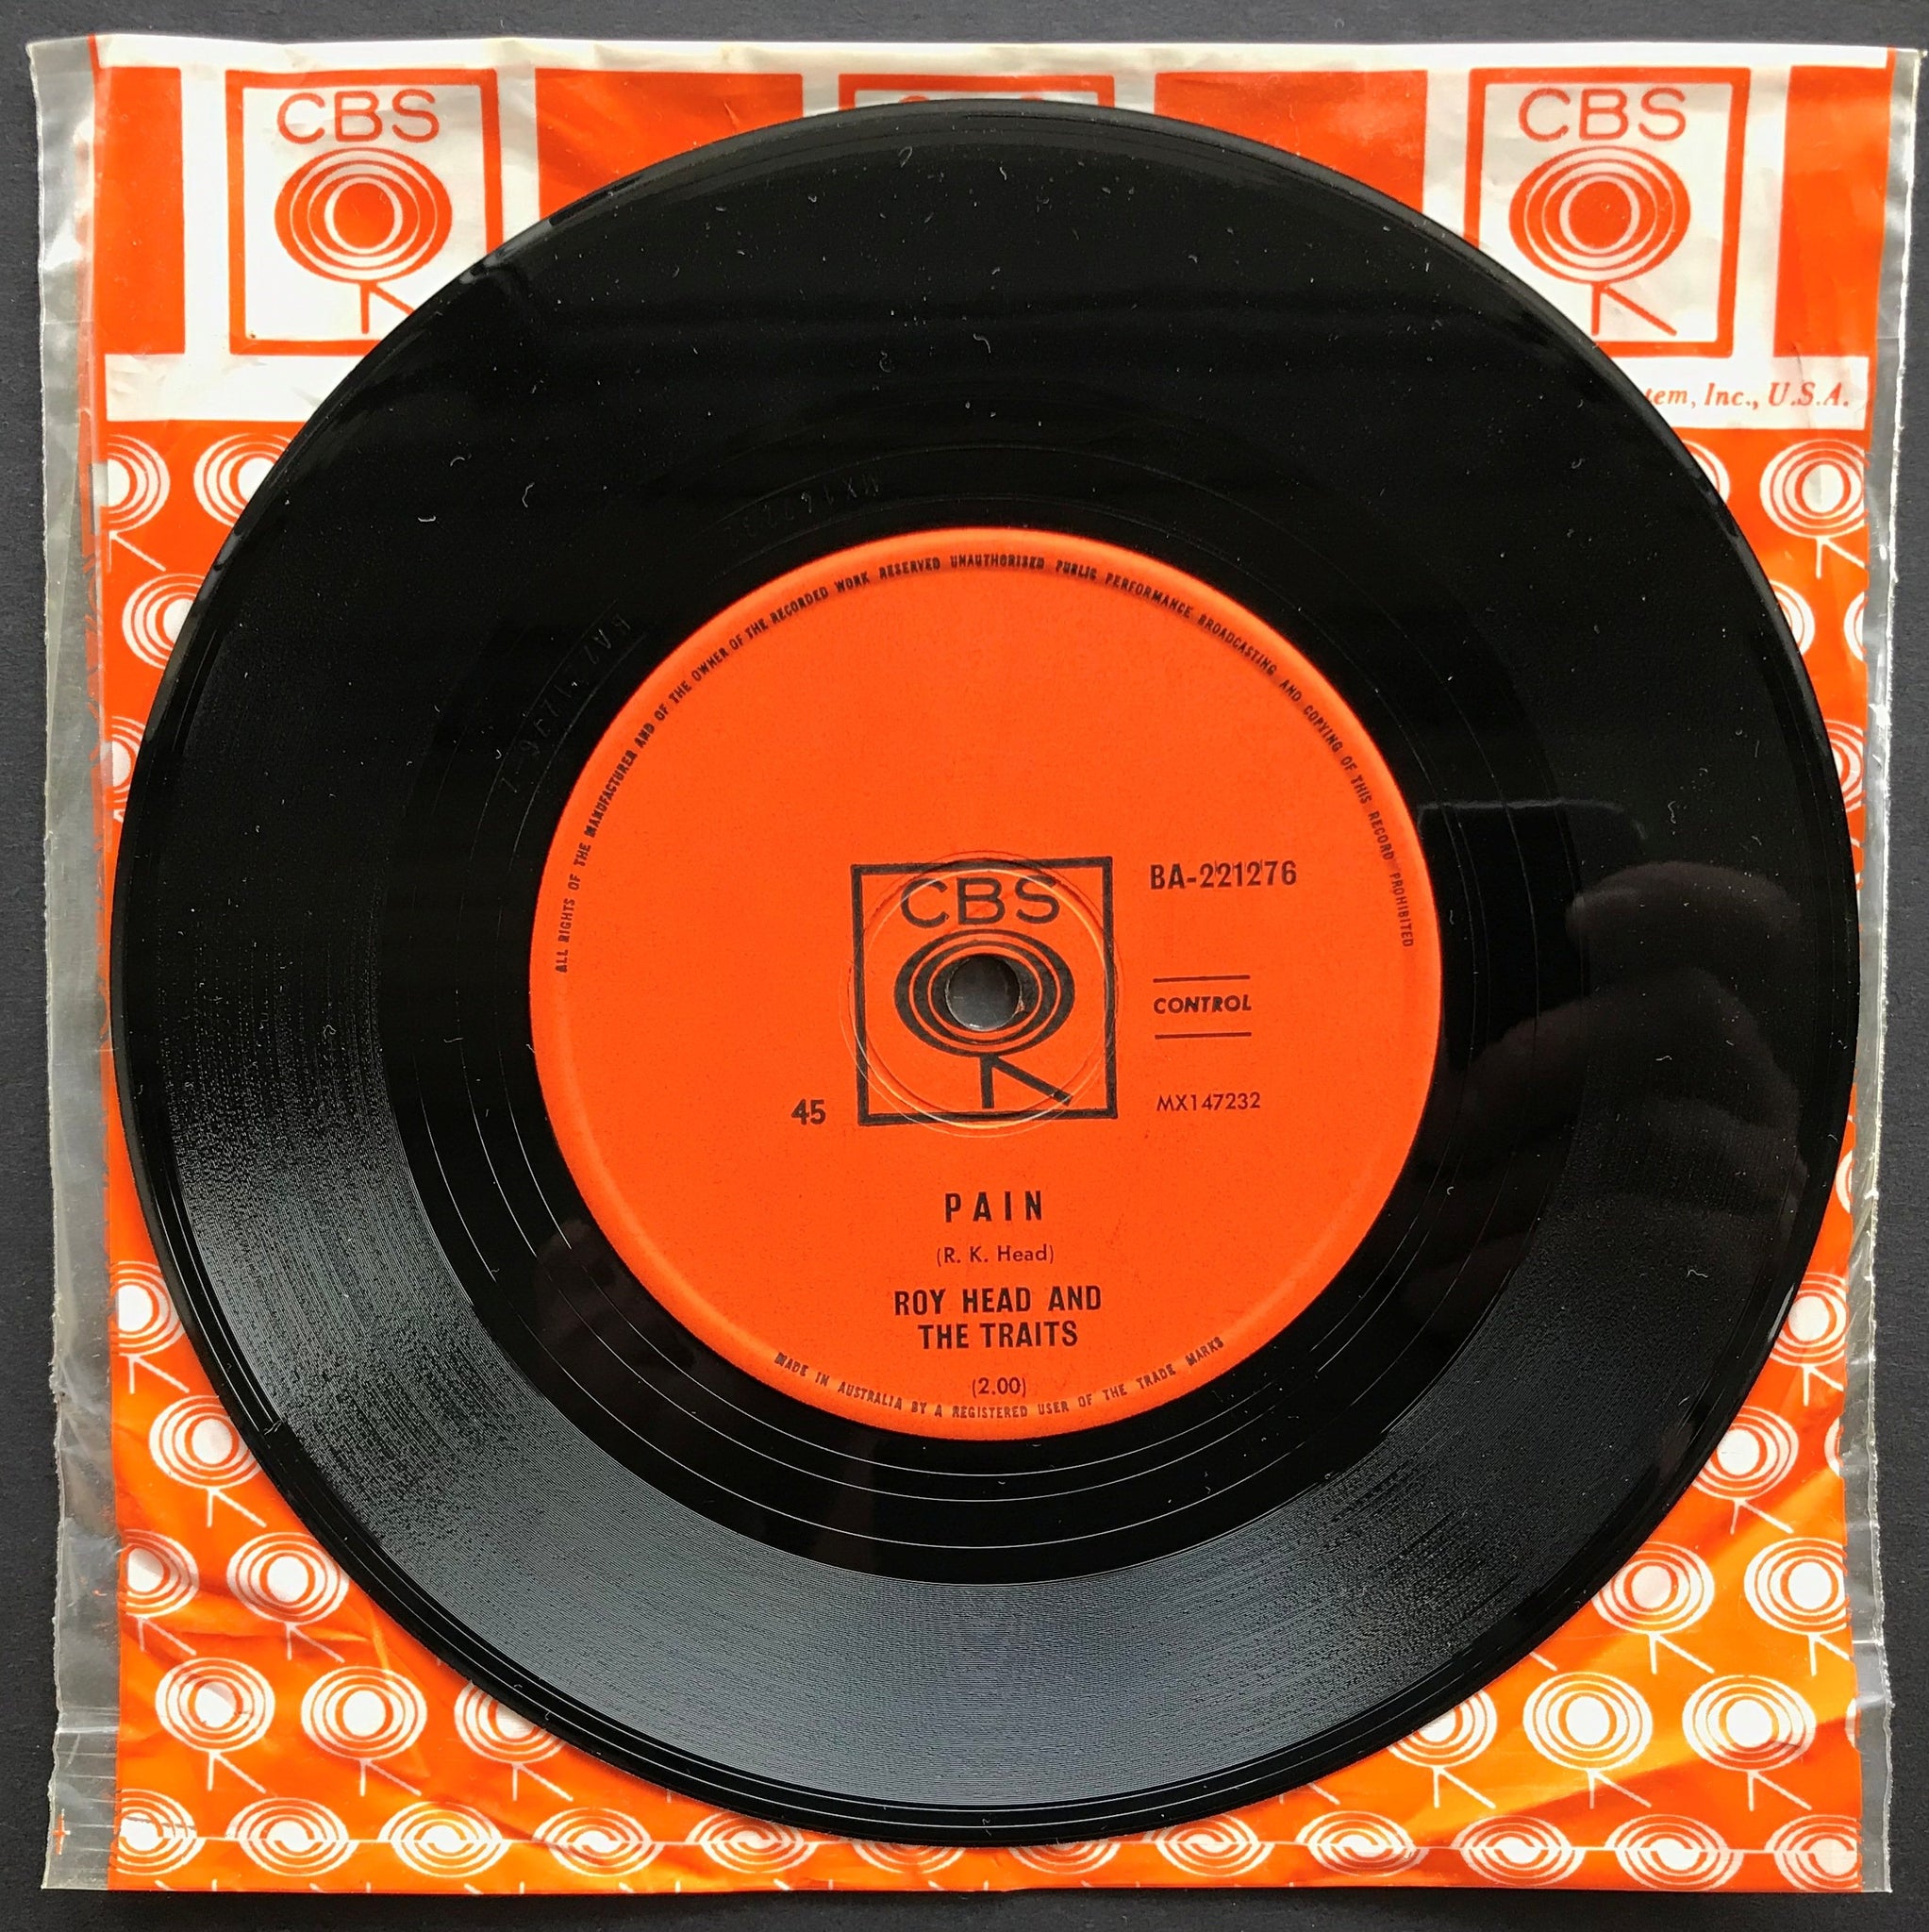 CBS
CBS
tem, Inc., U.S.A.
ALL RIGHTS OF THE MANUFACTURER AND OF THE OWNER OF THE RECORDED WORK RESERVED UNAUTHORISED PUBLIC PERFORMANCE BROADCASTING AND COPYING OF THIS RECORD PROHIBITED
CBS
BA-221276
CONTROL
45
MX147232
PAIN
(R. K. Head)
ROY HEAD AND
THE TRAITS
(2.00)
MADE IN AUSTRALIA BY A REGISTERED USER OF THE TRADE MARKS